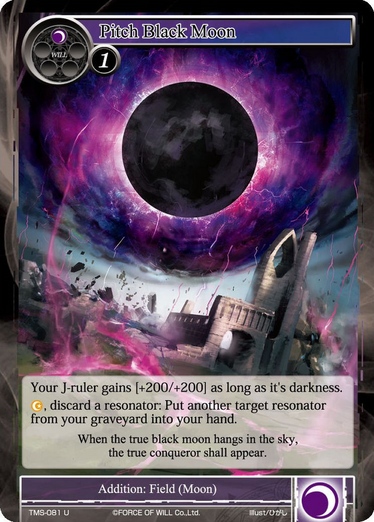 Pitch Black Moon
WILL
1
Your J-ruler gains [+200/+200] as long as it's darkness.
, discard a resonator: Put another target resonator
from your graveyard into your hand.
When the true black moon hangs in the sky,
the true conqueror shall appear.
Addition: Field (Moon)
TMS-081 U ©FORCE OF WILL Co.,Ltd. Illust/ひがし